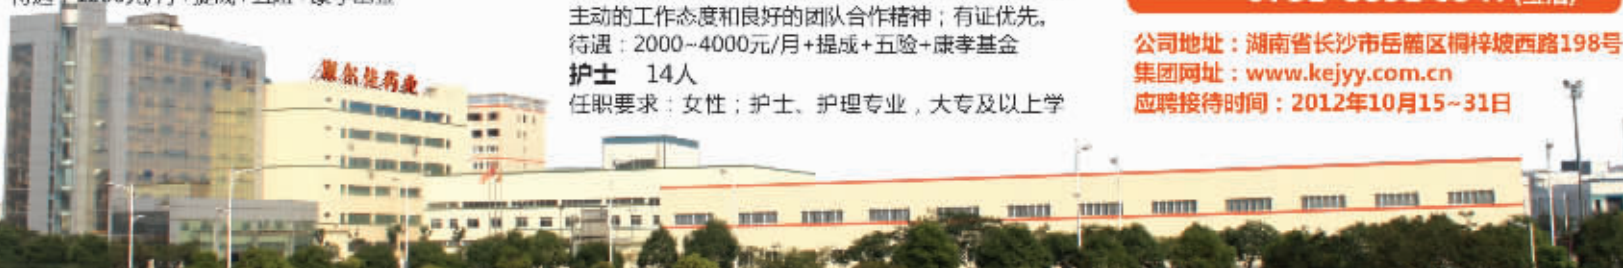 主动的工作态度和良好的团队合作精神；有证优先。
待遇：2000~4000元/月+提成+五险+康孝基金
护士 14人
任职要求：女性；护士、护理专业，大专及以上学
公司地址：湖南省长沙市岳麓区桐梓坡西路198号
集团网址：www.kejyy.com.cn
应聘接待时间：2012年10月15~31日